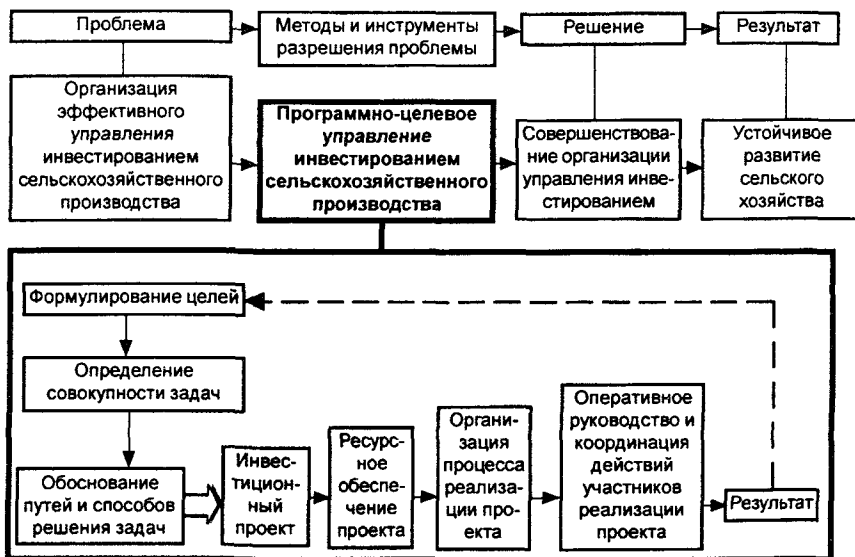 Проблема
Методы и инструменты
разрешения проблемы
Решение
Результат
Организация
эффективного
управления
инвестированием
сельскохозяйственного
производства
Программно-целевое
управление
инвестированием
сельскохозяйственного
производства
Совершенствова-
ние организации
управления инве-
стированием
Устойчивое
развитие
сельского
хозяйства
Формулирование целей
Определение
совокупности задач
Обоснование
путей и способов
решения задач
Инвес-
тицион-
ный
проект
Ресурс-
ное
обеспе-
чение
проекта
Органи-
зация
процесса
реализа-
ции про-
екта
Оперативное
руководство и
координация
действий
участников
реализации
проекта
Результат